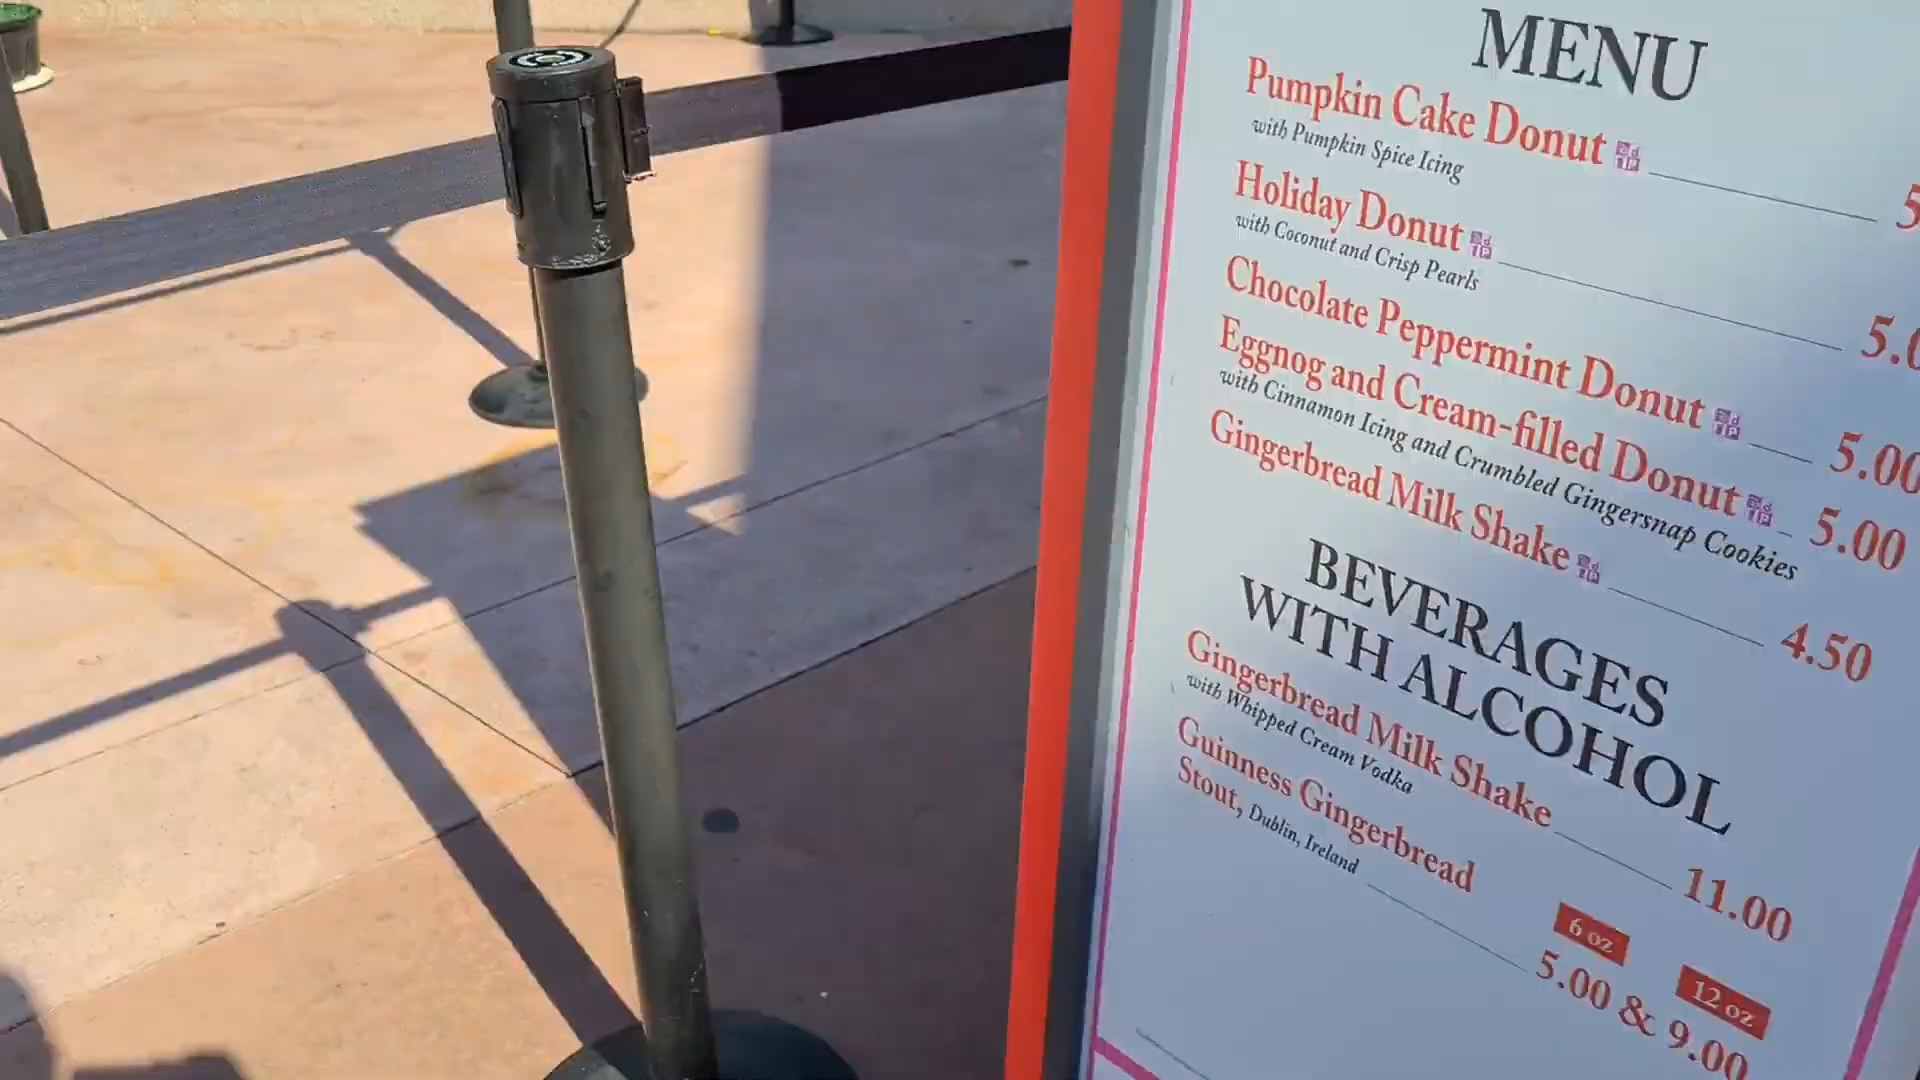 MENU
Pumpkin Cake Donut
with Pumpkin Spice Icing
Holiday Donut
with Coconut and Crisp Pearls
Chocolate Peppermint Donut 5.00
Eggnog and Cream-filled Donut 5.00
with Cinnamon Icing and Crumbled Gingersnap Cookies
Gingerbread Milk Shake 4.50
BEVERAGES
WITH ALCOHOL
Gingerbread Milk Shake
with Whipped Cream Vodka 11.00
Guinness Gingerbread
Stout, Dublin, Ireland
6 oz 12 oz
5.00 & 9.00